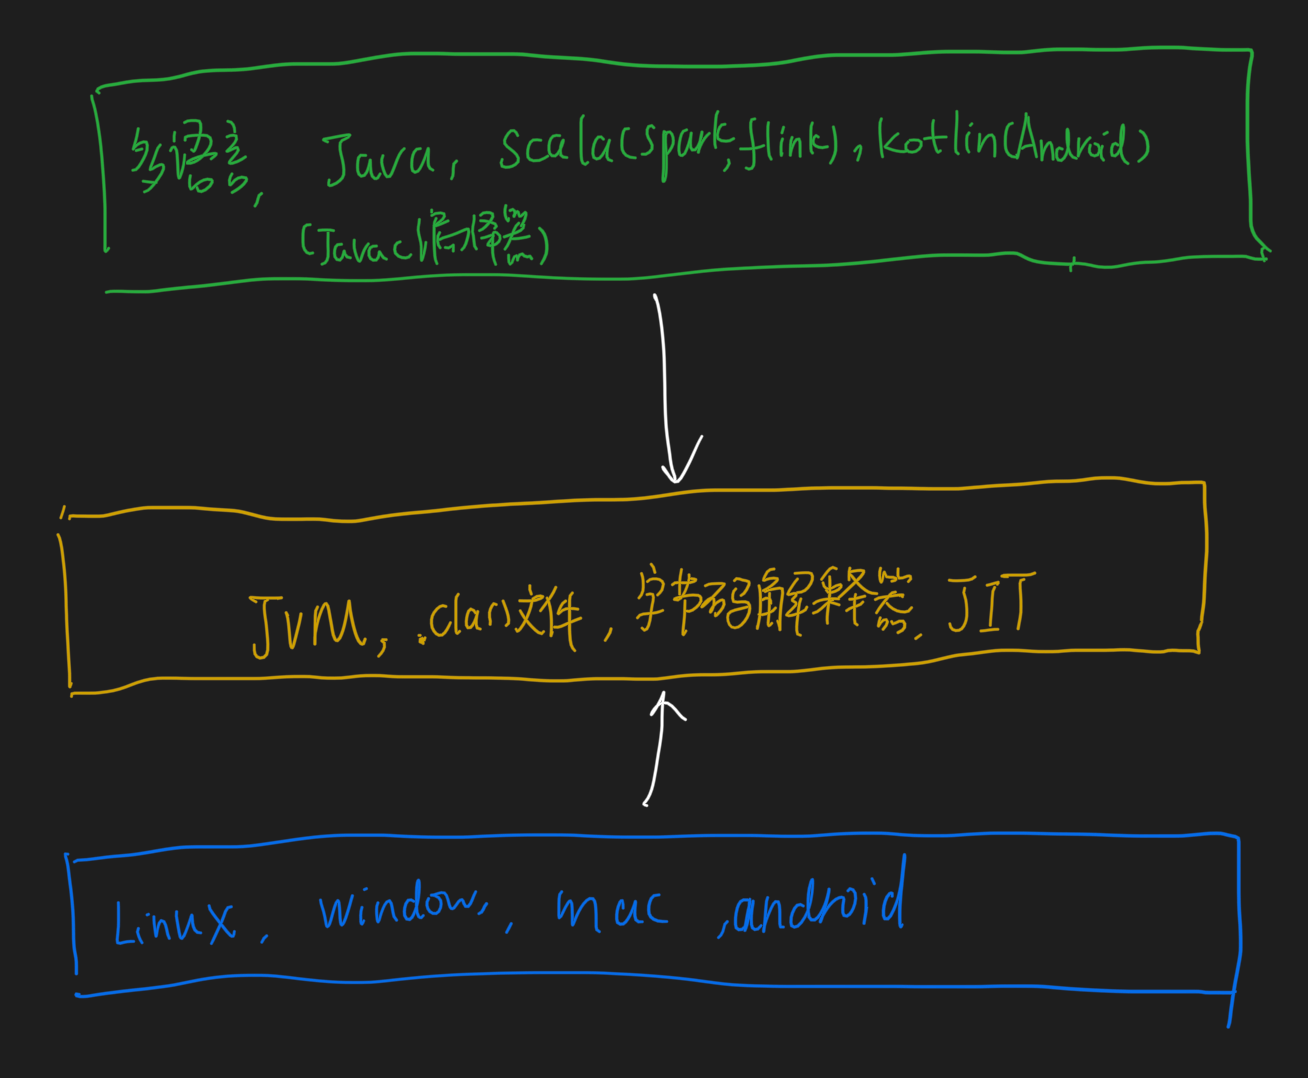 多语言, Java, Scala(Spark,flink),kotlin(Android)
(Javac编译器)
JVM, .class文件,字节码解释器, JIT
Linux, window, mac ,android